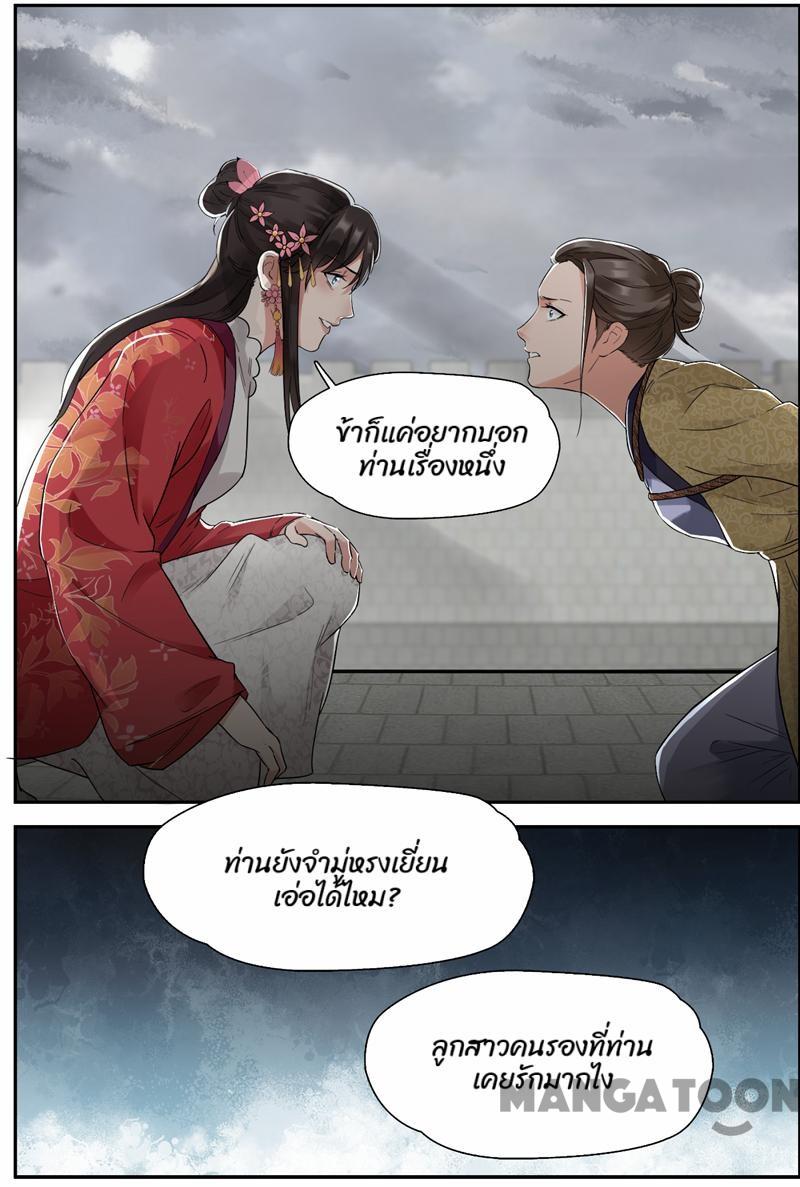 ข้าก็แค่อยากบอก
ท่านเรื่องหนึ่ง
ท่านยังจำมู่หรงเยี่ยน
เอ่อได้ไหม?
ลูกสาวคนรองที่ท่าน
เคยรักมากไง
MANGATOON